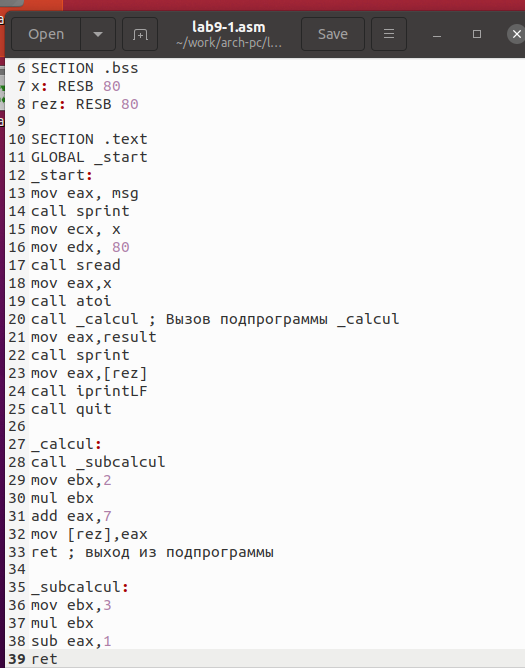 Open
lab9-1.asm
~/work/arch-pc/l...
Save
6 SECTION .bss
7 x: RESB 80
8 rez: RESB 80
9
10 SECTION .text
11 GLOBAL _start
12 _start:
13 mov eax, msg
14 call sprint
15 mov ecx, x
16 mov edx, 80
17 call sread
18 mov eax,x
19 call atoi
20 call _calcul ; Вызов подпрограммы _calcul
21 mov eax,result
22 call sprint
23 mov eax,[rez]
24 call iprintLF
25 call quit
26
27 _calcul:
28 call _subcalcul
29 mov ebx,2
30 mul ebx
31 add eax,7
32 mov [rez],eax
33 ret ; выход из подпрограммы
34
35 _subcalcul:
36 mov ebx,3
37 mul ebx
38 sub eax,1
39 ret